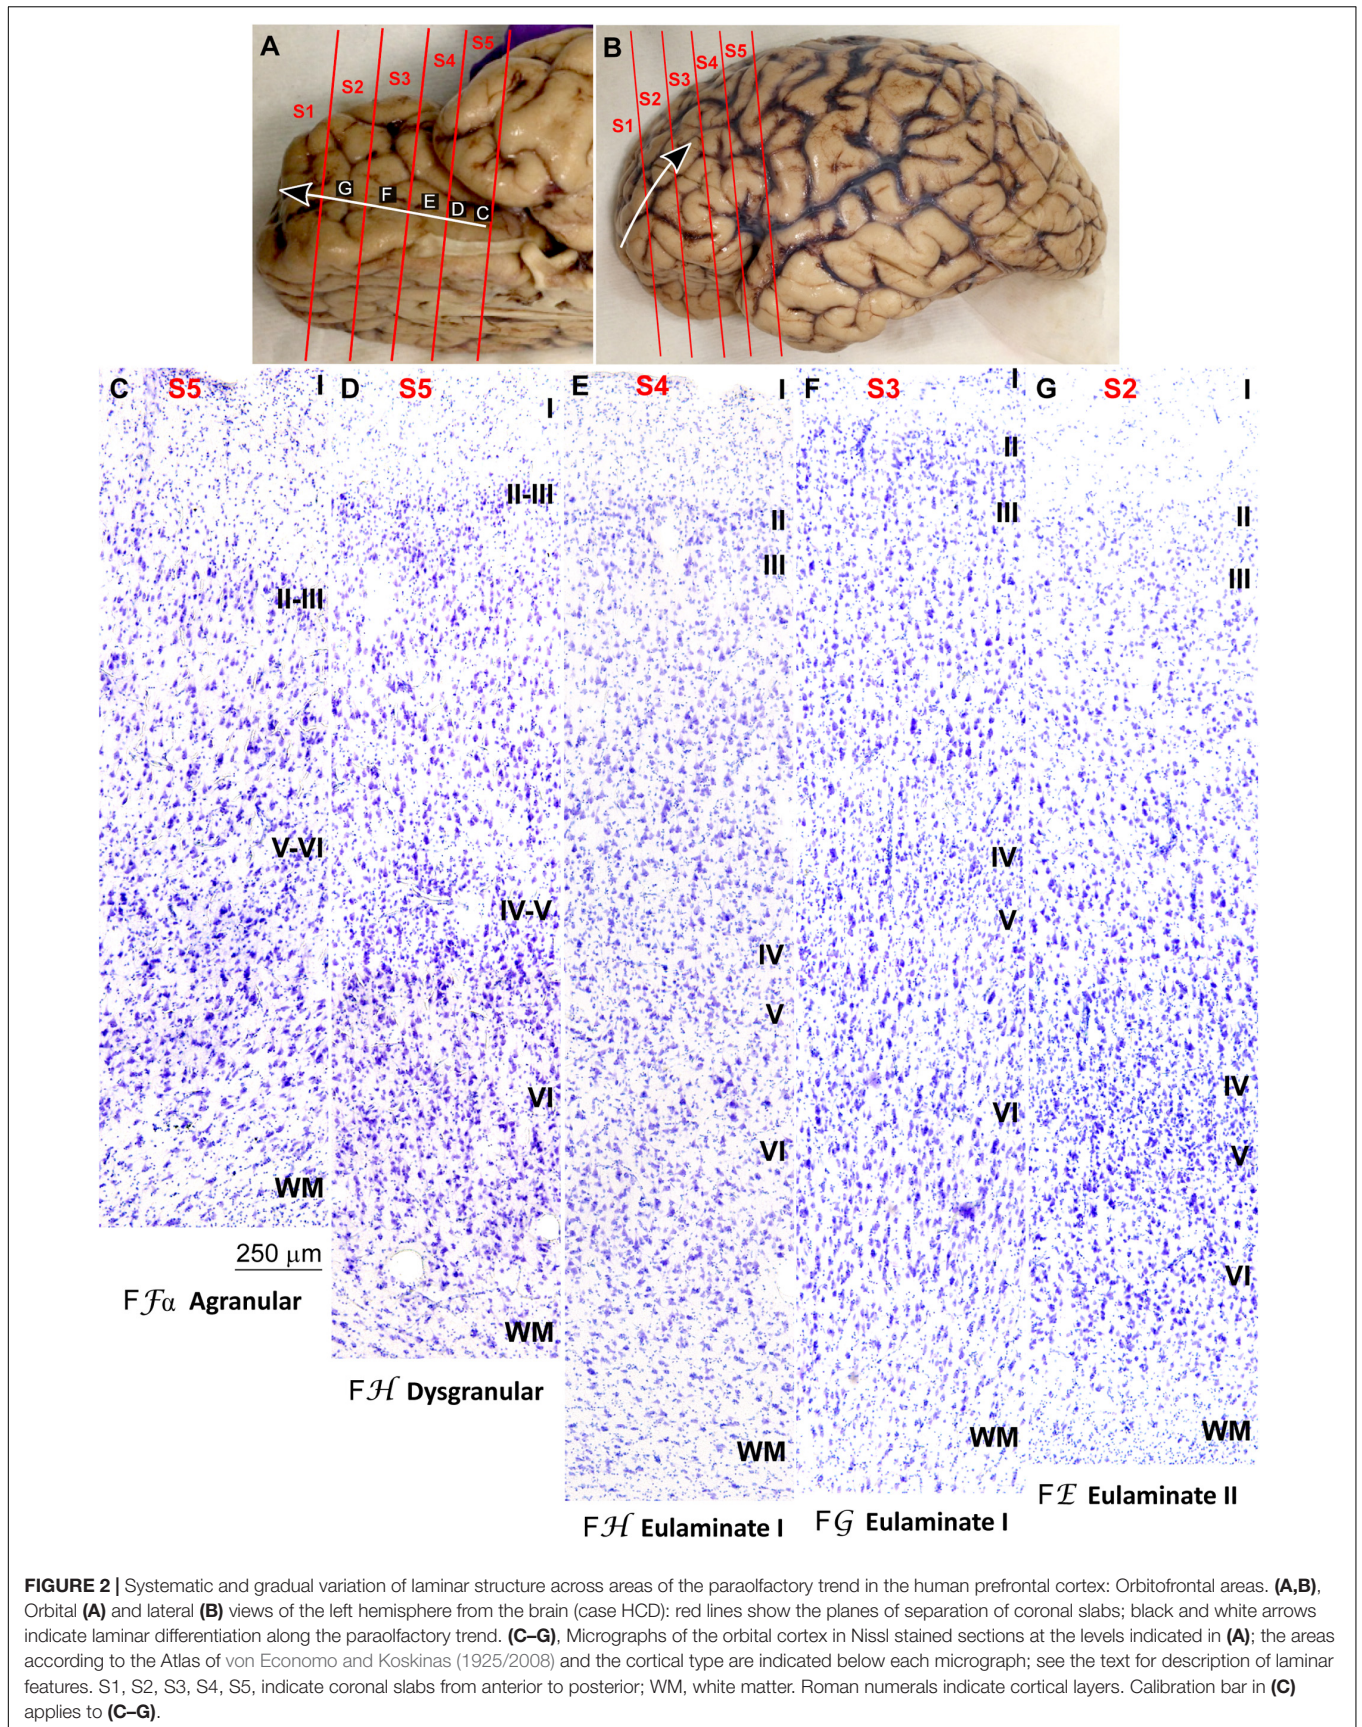 A
S1
S2
S3
S4
S5
G
F
E
D
C
B
S1
S2
S3
S4
S5
C
S5
I
II-III
V-VI
WM
250 μm
Fℱα Agranular
D
S5
I
II-III
IV-V
VI
WM
Fℋ Dysgranular
E
S4
I
II
III
IV
V
VI
WM
Fℋ Eulaminate I
F
S3
I
II
III
IV
V
VI
WM
F𝒢 Eulaminate I
G
S2
I
II
III
IV
V
VI
WM
Fℰ Eulaminate II
FIGURE 2 | Systematic and gradual variation of laminar structure across areas of the paraolfactory trend in the human prefrontal cortex: Orbitofrontal areas. (A,B),
Orbital (A) and lateral (B) views of the left hemisphere from the brain (case HCD): red lines show the planes of separation of coronal slabs; black and white arrows
indicate laminar differentiation along the paraolfactory trend. (C–G), Micrographs of the orbital cortex in Nissl stained sections at the levels indicated in (A); the areas
according to the Atlas of von Economo and Koskinas (1925/2008) and the cortical type are indicated below each micrograph; see the text for description of laminar
features. S1, S2, S3, S4, S5, indicate coronal slabs from anterior to posterior; WM, white matter. Roman numerals indicate cortical layers. Calibration bar in (C)
applies to (C–G).